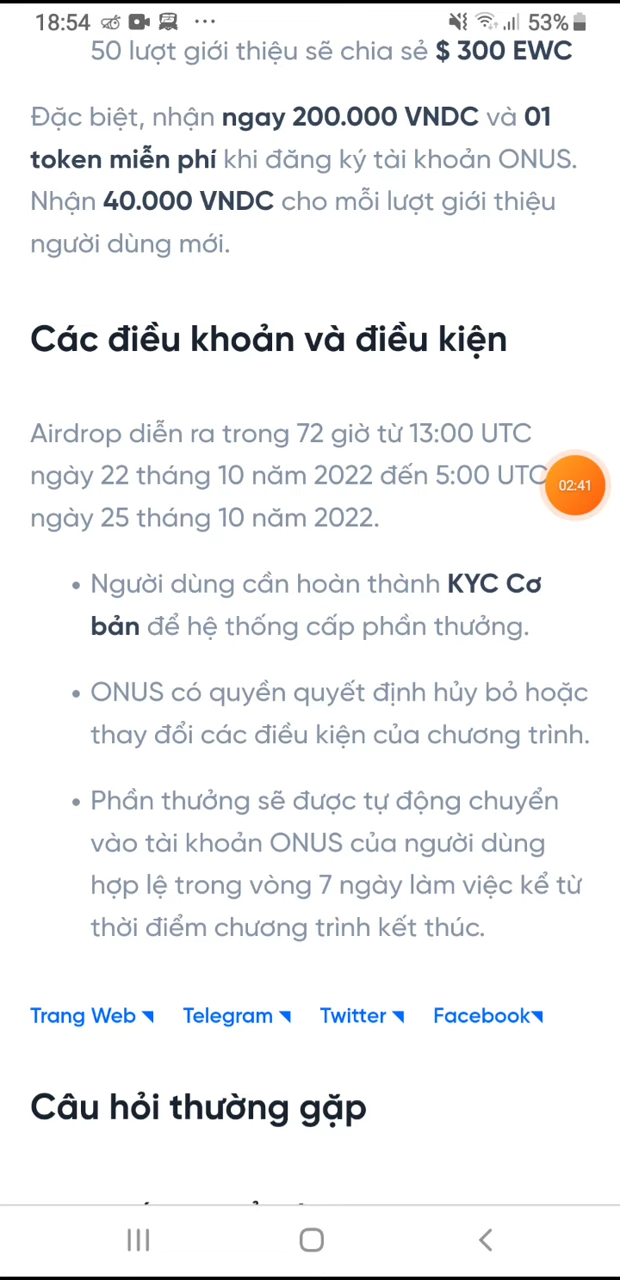 18:54 53%
50 lượt giới thiệu sẽ chia sẻ $ 300 EWC
Đặc biệt, nhận ngay 200.000 VNDC và 01
token miễn phí khi đăng ký tài khoản ONUS.
Nhận 40.000 VNDC cho mỗi lượt giới thiệu
người dùng mới.
Các điều khoản và điều kiện
Airdrop diễn ra trong 72 giờ từ 13:00 UTC
ngày 22 tháng 10 năm 2022 đến 5:00 UTC
02:41
ngày 25 tháng 10 năm 2022.
• Người dùng cần hoàn thành KYC Cơ
bản để hệ thống cấp phần thưởng.
• ONUS có quyền quyết định hủy bỏ hoặc
thay đổi các điều kiện của chương trình.
• Phần thưởng sẽ được tự động chuyển
vào tài khoản ONUS của người dùng
hợp lệ trong vòng 7 ngày làm việc kể từ
thời điểm chương trình kết thúc.
Trang Web Telegram Twitter Facebook
Câu hỏi thường gặp